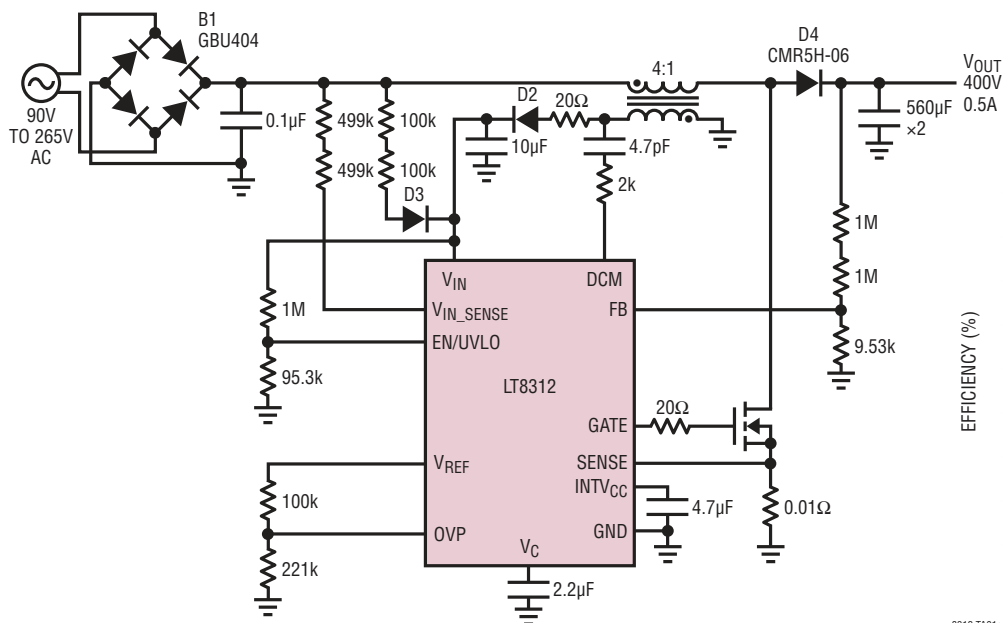 B1
GBU404
90V
TO 265V
AC
0.1µF
499k
499k
100k
100k
D3
10µF
D2
20Ω
4:1
4.7pF
2k
D4
CMR5H-06
VOUT
400V
0.5A
560µF
×2
1M
1M
9.53k
1M
95.3k
VIN
DCM
VIN_SENSE
FB
EN/UVLO
LT8312
GATE
20Ω
SENSE
VREF
INTVCC
4.7µF
0.01Ω
100k
OVP
GND
221k
VC
2.2µF
EFFICIENCY (%)